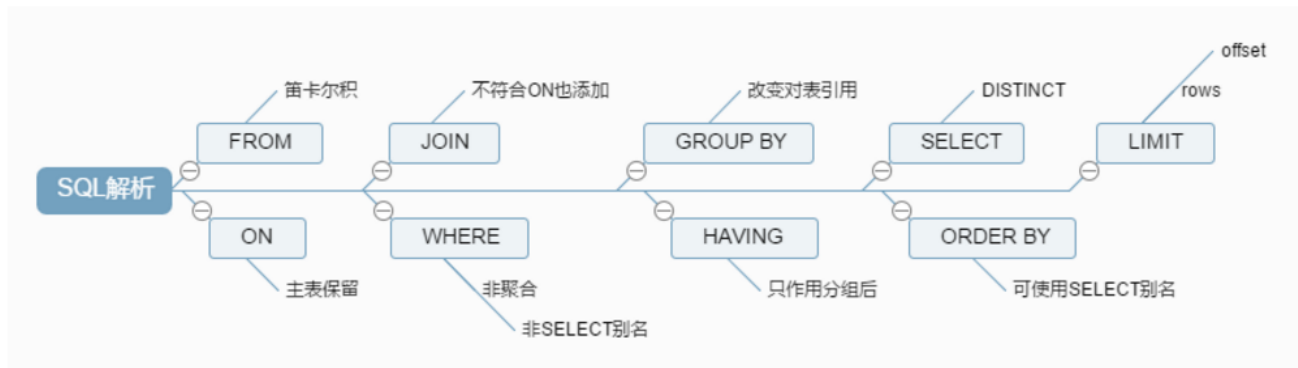 offset
笛卡尔积
不符合ON也添加
改变对表引用
DISTINCT
rows
FROM
JOIN
GROUP BY
SELECT
LIMIT
SQL解析
ON
WHERE
HAVING
ORDER BY
主表保留
非聚合
只作用分组后
可使用SELECT别名
非SELECT别名